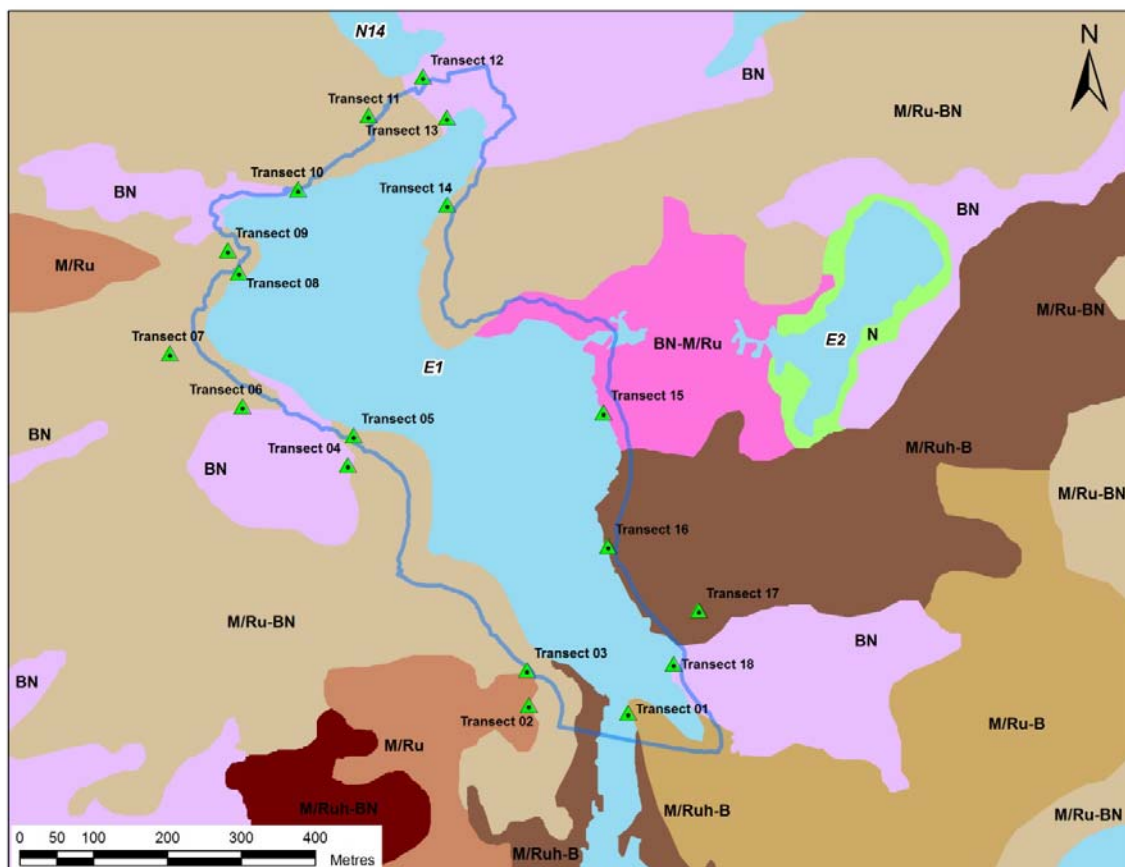 N14
N
Transect 12
BN
Transect 11
M/Ru-BN
Transect 13
Transect 10
BN
Transect 14
BN
Transect 09
M/Ru
Transect 08
M/Ru-BN
N
E2
Transect 07
BN-M/Ru
E1
Transect 06
Transect 15
BN
Transect 05
M/Ruh-B
Transect 04
BN
M/Ru-BN
Transect 16
Transect 17
M/Ru-BN
BN
Transect 03
Transect 18
BN
Transect 02
Transect 01
M/Ru-B
M/Ru
M/Ruh-BN
M/Ruh-B
M/Ru-BN
0 50 100 200 300 400
Metres
M/Ruh-B